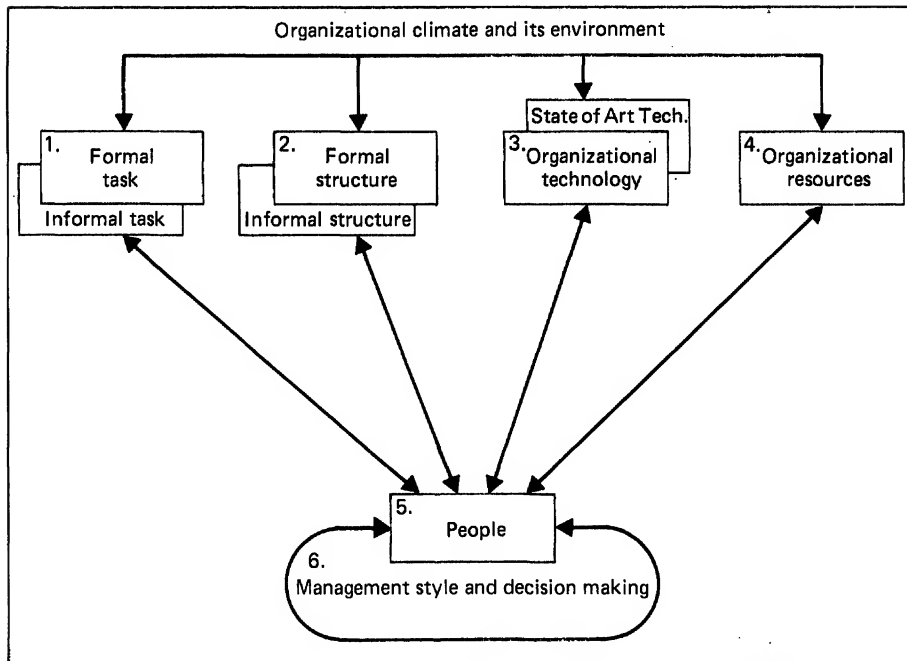 Organizational climate and its environment
1.
Formal
task
Informal task
2.
Formal
structure
Informal structure
State of Art Tech.
3.
Organizational
technology
4.
Organizational
resources
5.
People
6.
Management style and decision making